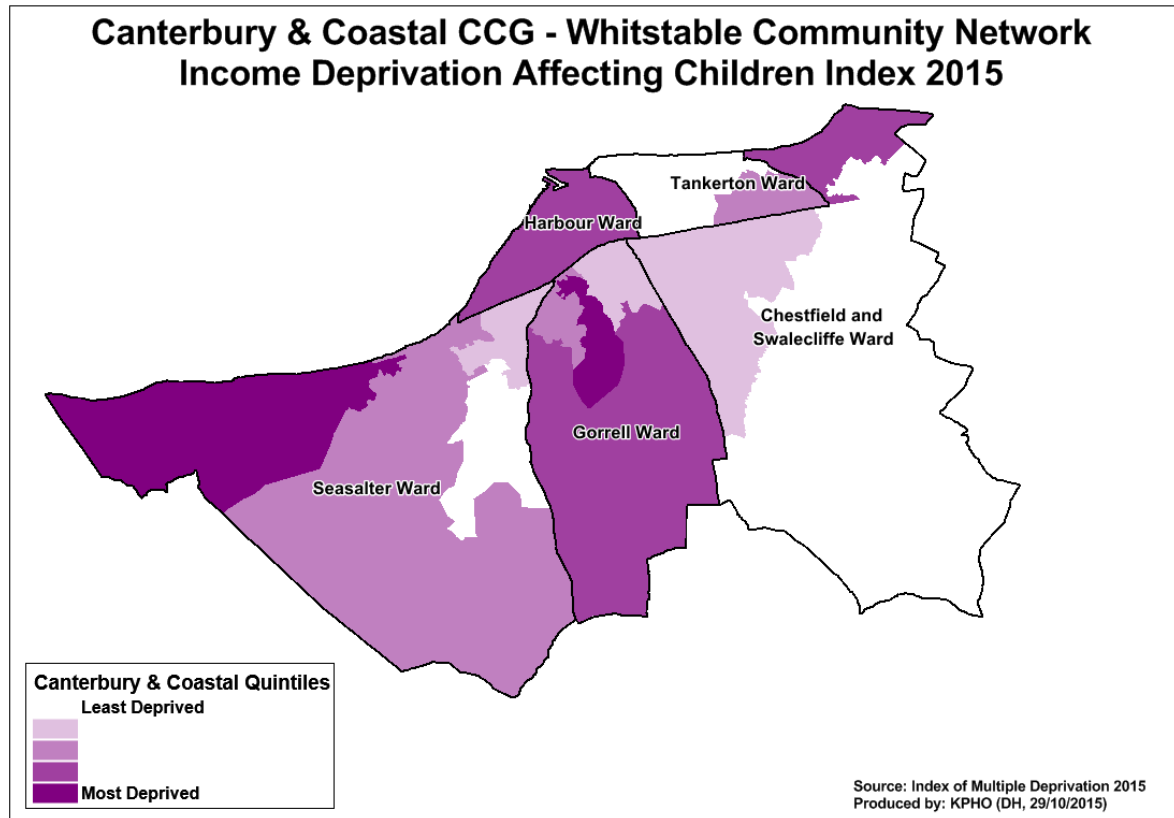 Canterbury & Coastal CCG - Whitstable Community Network
Income Deprivation Affecting Children Index 2015
Tankerton Ward
Harbour Ward
Chestfield and
Swalecliffe Ward
Gorrell Ward
Seasalter Ward
Canterbury & Coastal Quintiles
Least Deprived
Most Deprived
Source: Index of Multiple Deprivation 2015
Produced by: KPHO (DH, 29/10/2015)